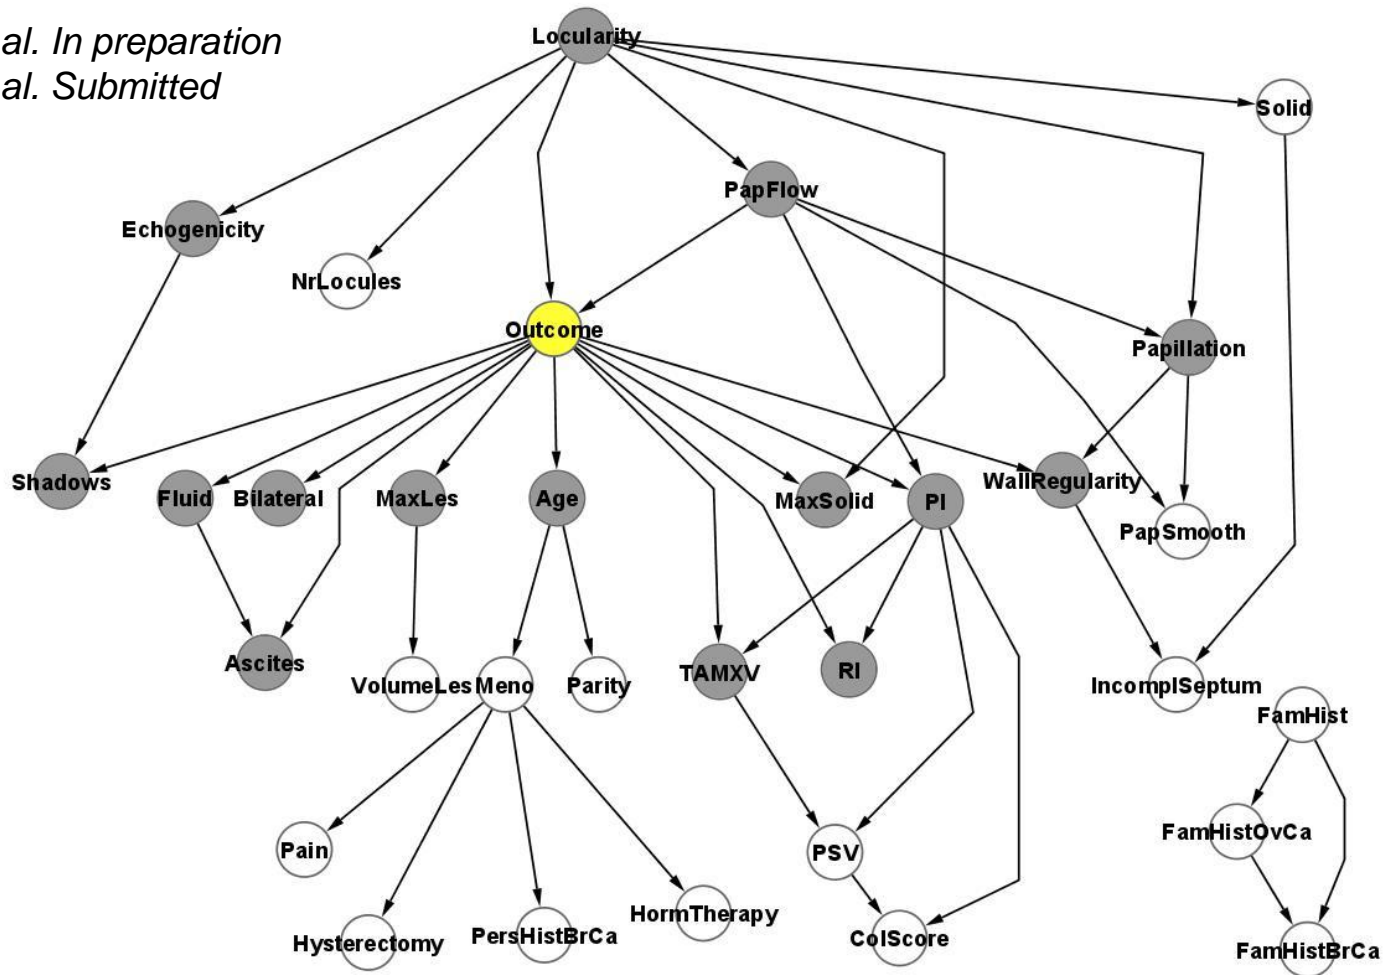 al. In preparation
al. Submitted
Locularity
Solid
PapFlow
Echogenicity
NrLocules
Outcome
Papillation
Shadows
Fluid
Bilateral
MaxLes
Age
MaxSolid
PI
WallRegularity
PapSmooth
Ascites
VolumeLes
Meno
Parity
TAMXV
RI
IncomplSeptum
FamHist
Pain
PSV
FamHistOvCa
Hysterectomy
PersHistBrCa
HormTherapy
ColScore
FamHistBrCa